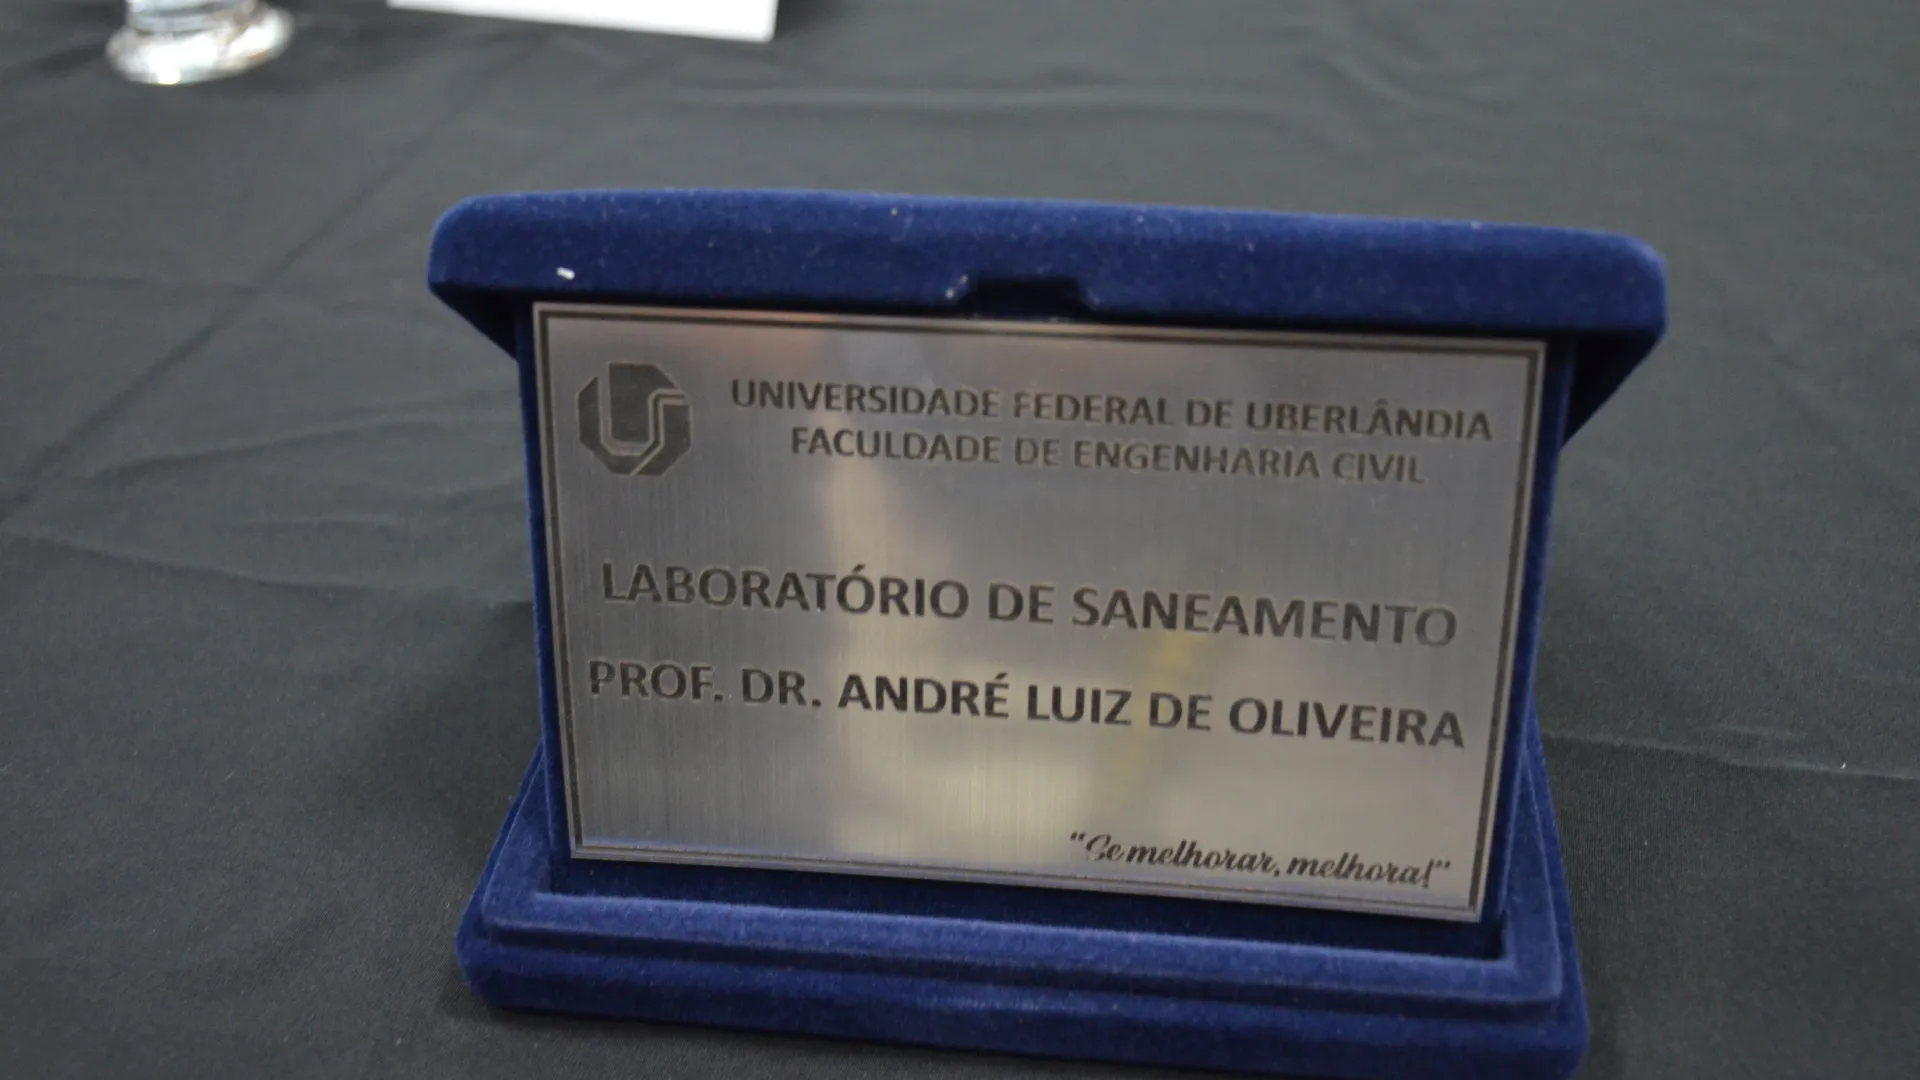 UNIVERSIDADE FEDERAL DE UBERLÂNDIA
FACULDADE DE ENGENHARIA CIVIL
LABORATÓRIO DE SANEAMENTO
PROF. DR. ANDRÉ LUIZ DE OLIVEIRA
“Se melhorar, melhora!”